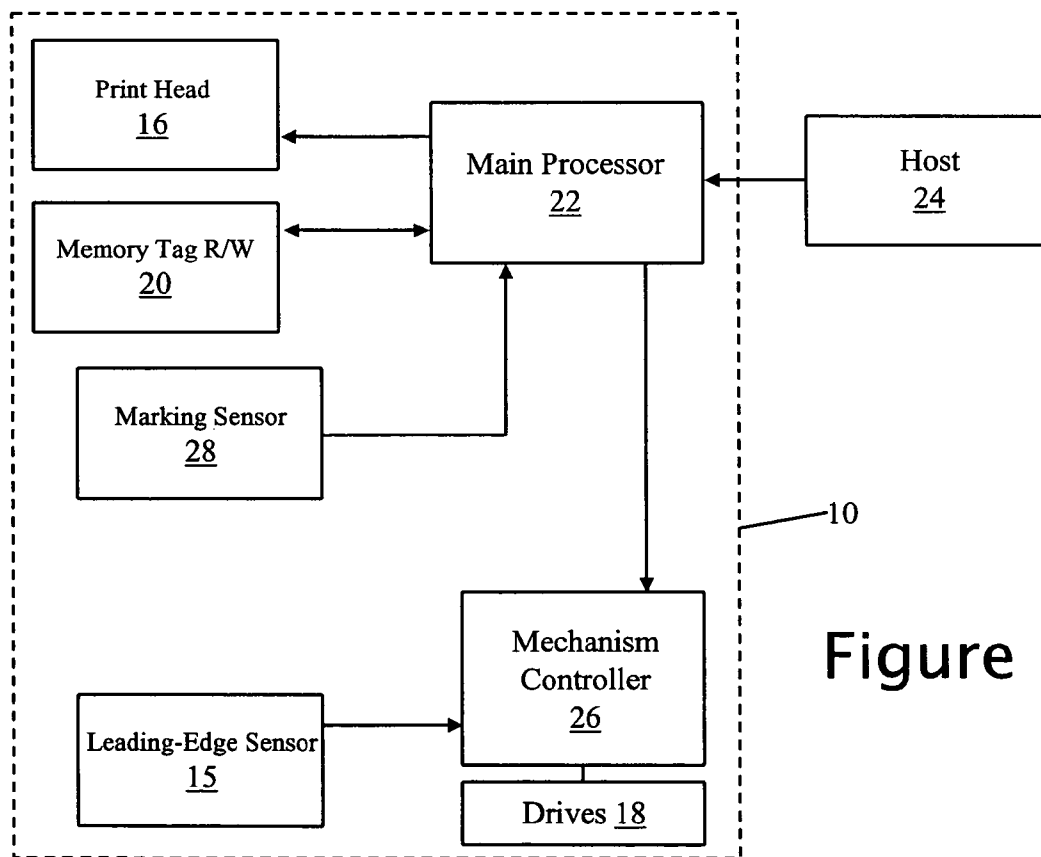 Print Head
16
Main Processor
22
Host
24
Memory Tag R/W
20
Marking Sensor
28
10
Mechanism
Controller
26
Figure
Leading-Edge Sensor
15
Drives 18